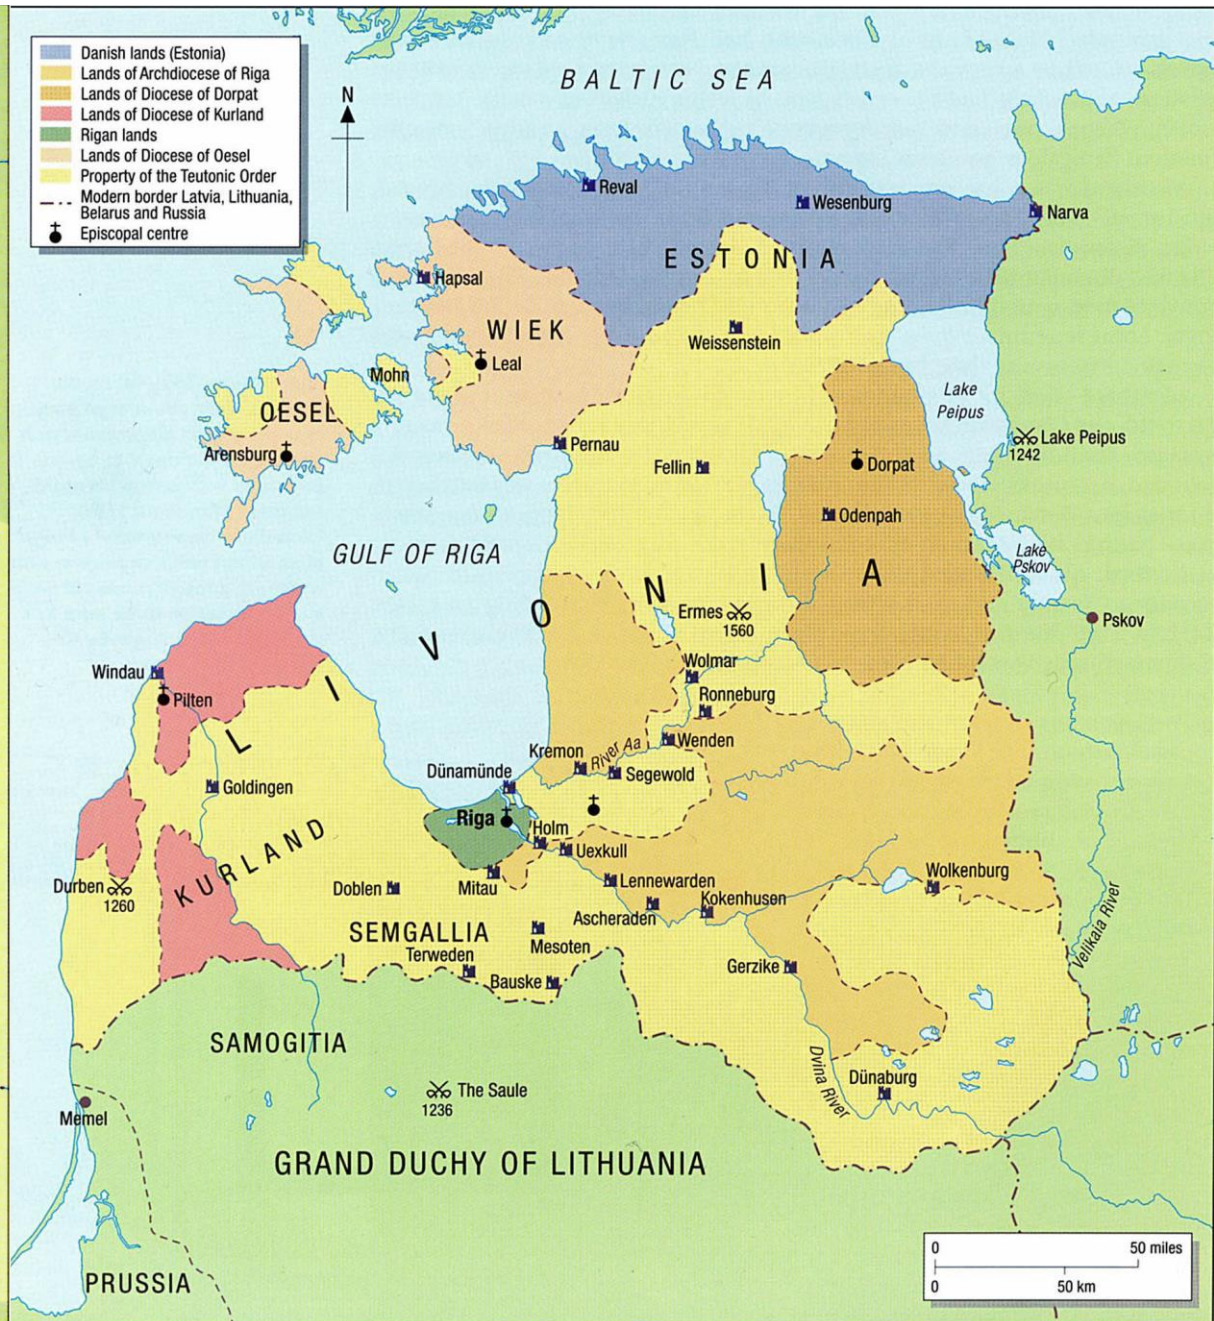 Danish lands (Estonia)
Lands of Archdiocese of Riga
Lands of Diocese of Dorpat
Lands of Diocese of Kurland
Rigan lands
Lands of Diocese of Oesel
Property of the Teutonic Order
Modern border Latvia, Lithuania,
Belarus and Russia
Episcopal centre
N
BALTIC SEA
Reval
Wesenburg
Narva
ESTONIA
Hapsal
WIEK
Weissenstein
Leal
Mohn
Lake
Peipus
OESEL
Lake Peipus
1242
Pernau
Arensburg
Fellin
Dorpat
Odenpah
GULF OF RIGA
Lake
Pskov
LIVONIA
Ermes
1560
Pskov
Windau
Wolmar
Pilten
Ronneburg
Wenden
River Aa
Kremon
Segewold
Dünamünde
Goldingen
Riga
Holm
Uexkull
KURLAND
Durben
1260
Doblen
Mitau
Lennewarden
Wolkenburg
Kokenhusen
Ascheraden
SEMGALLIA
Mesoten
Velikaia River
Terweden
Bauske
Gerzike
SAMOGITIA
Dvina River
Dünaburg
The Saule
1236
Memel
GRAND DUCHY OF LITHUANIA
PRUSSIA
0 50 miles
0 50 km